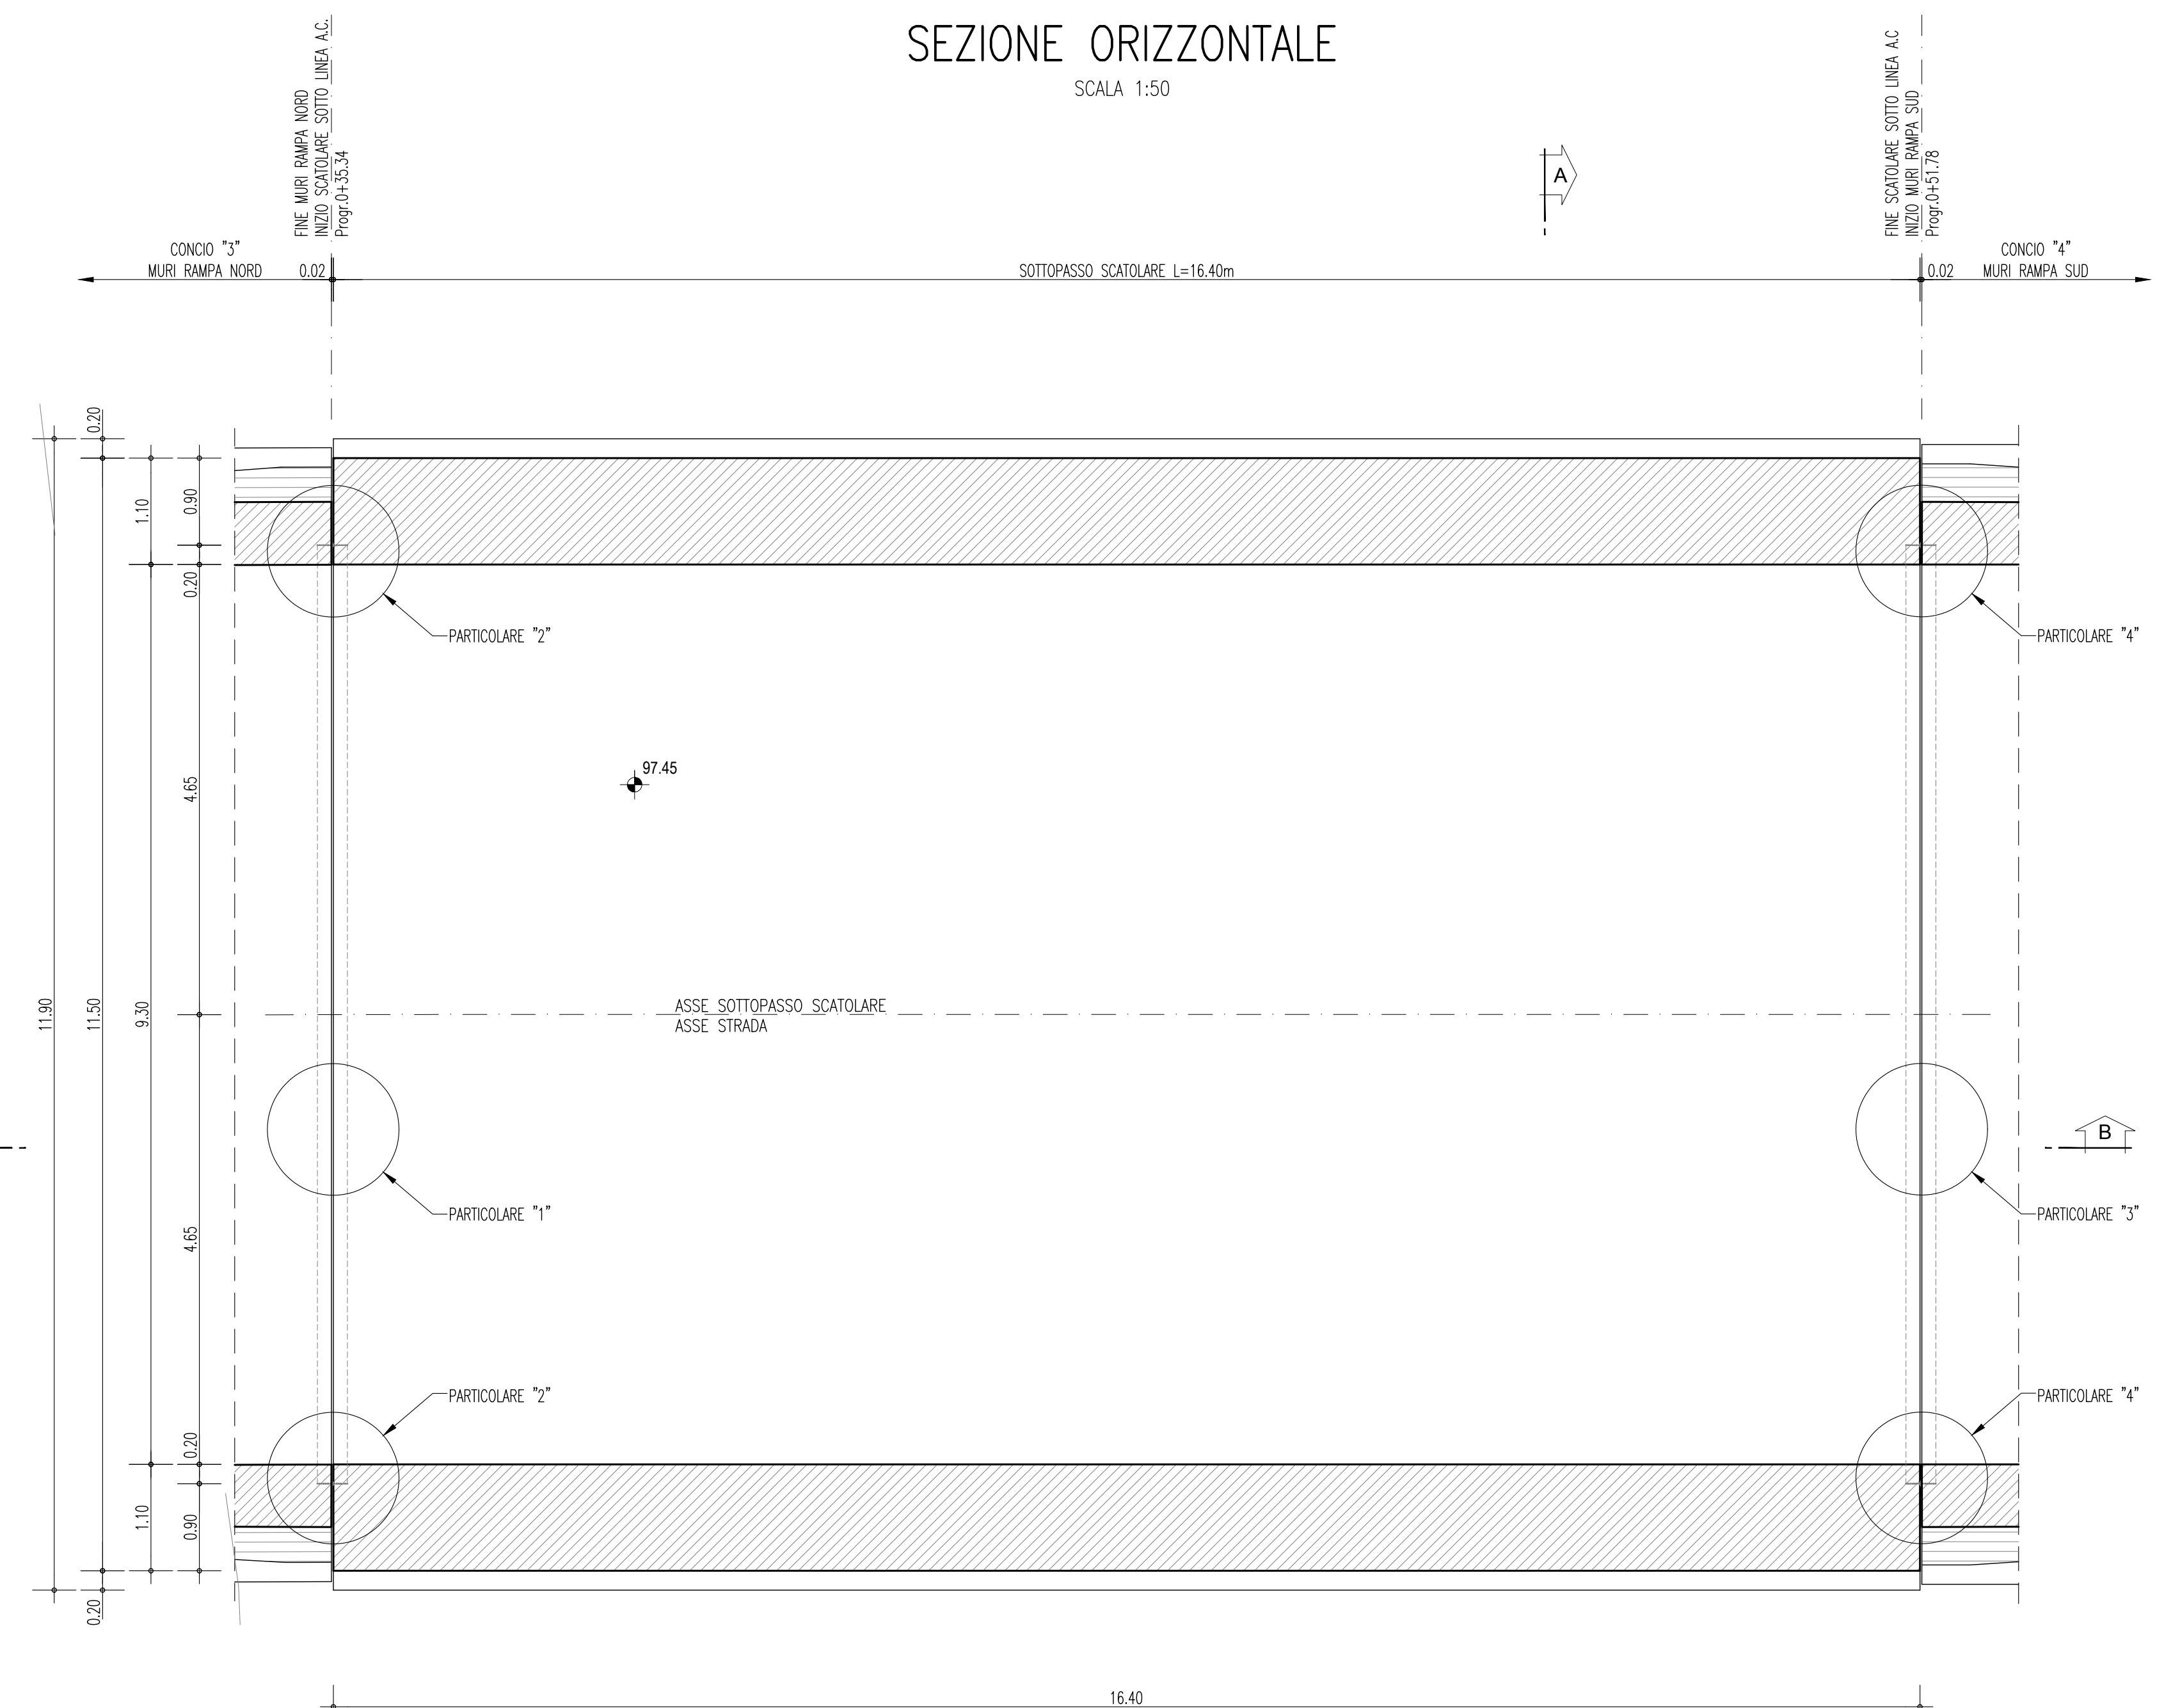 SEZIONE ORIZZONTALE
SCALA 1:50
FINE MURI RAMPA NORD
INIZIO SCATOLARE SOTTO LINEA A.C.
Progr.0+35.34
FINE SCATOLARE SOTTO LINEA A.C
INIZIO MURI RAMPA SUD
Progr.0+51.78
A
CONCIO "3"
MURI RAMPA NORD
0.02
SOTTOPASSO SCATOLARE L=16.40m
0.02
CONCIO "4"
MURI RAMPA SUD
0.20
1.10
0.90
0.20
PARTICOLARE "2"
PARTICOLARE "4"
97.45
4.65
11.90
11.50
9.30
ASSE SOTTOPASSO SCATOLARE
ASSE STRADA
B
PARTICOLARE "1"
PARTICOLARE "3"
4.65
PARTICOLARE "2"
PARTICOLARE "4"
0.20
1.10
0.90
0.20
16.40